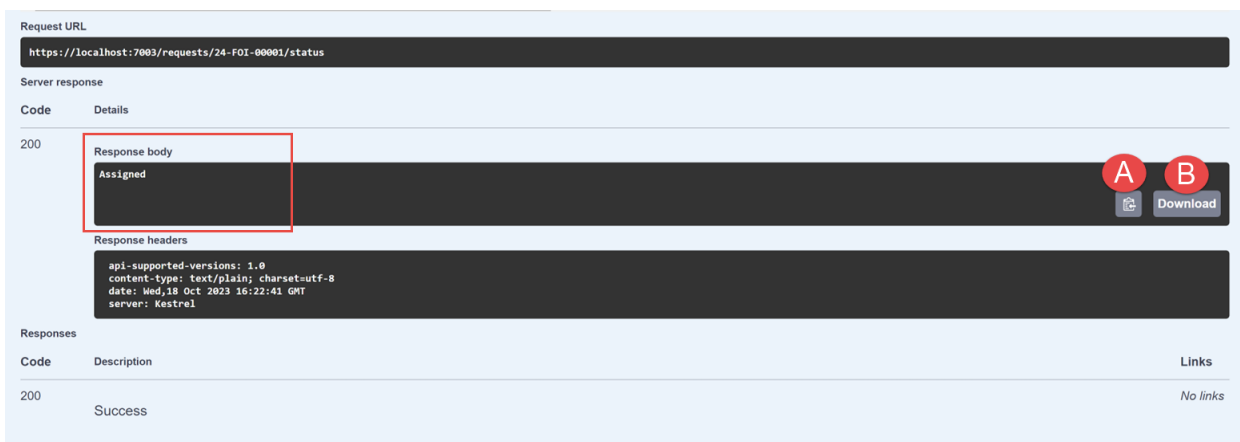 Request URL
https://localhost:7003/requests/24-FOI-00001/status
Server response
Code Details
200
Response body
Assigned
A B
Download
Response headers
api-supported-versions: 1.0
content-type: text/plain; charset=utf-8
date: Wed,18 Oct 2023 16:22:41 GMT
server: Kestrel
Responses
Code Description Links
200 No links
Success